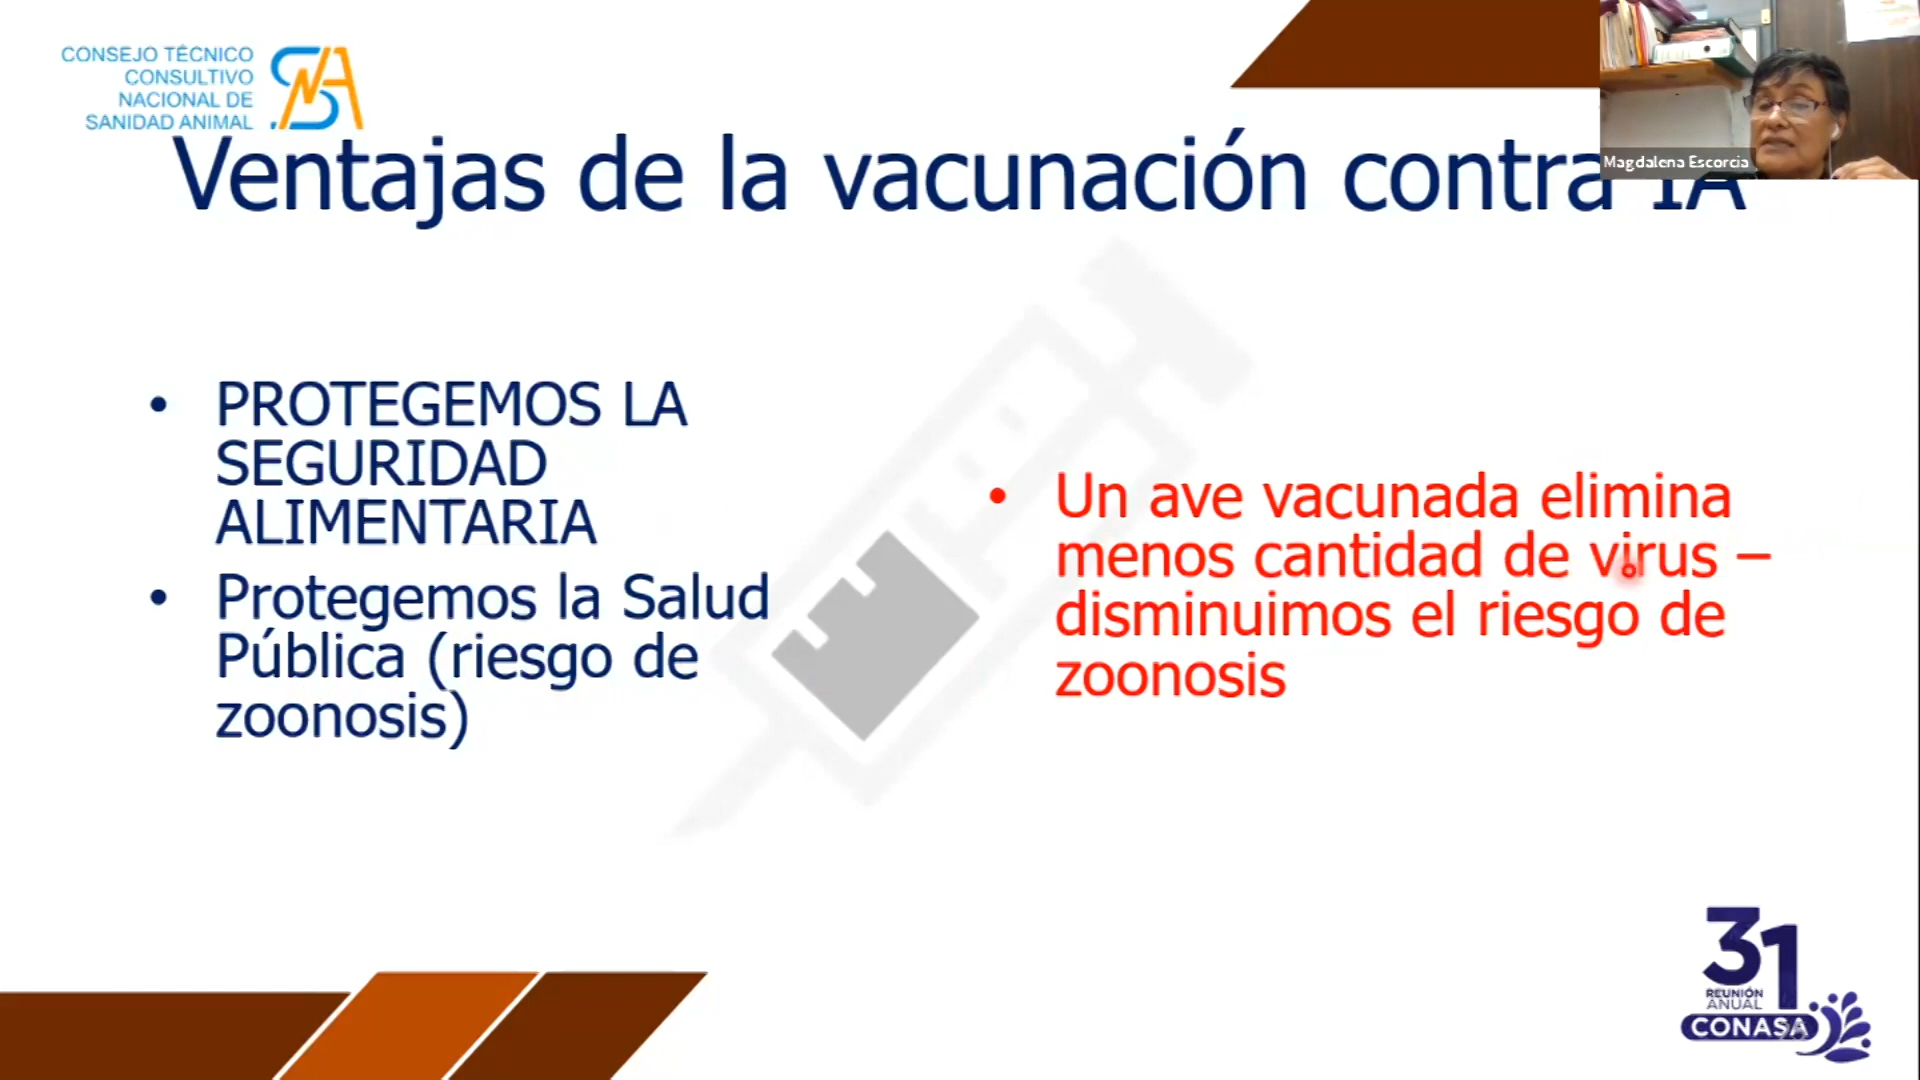 CONSEJO TÉCNICO
CONSULTIVO
NACIONAL DE
SANIDAD ANIMAL
Magdalena Escorcia
Ventajas de la vacunación contra IA
• PROTEGEMOS LA
SEGURIDAD
ALIMENTARIA
• Protegemos la Salud
Pública (riesgo de
zoonosis)
• Un ave vacunada elimina
menos cantidad de virus –
disminuimos el riesgo de
zoonosis
31
REUNIÓN
ANUAL
CONASA